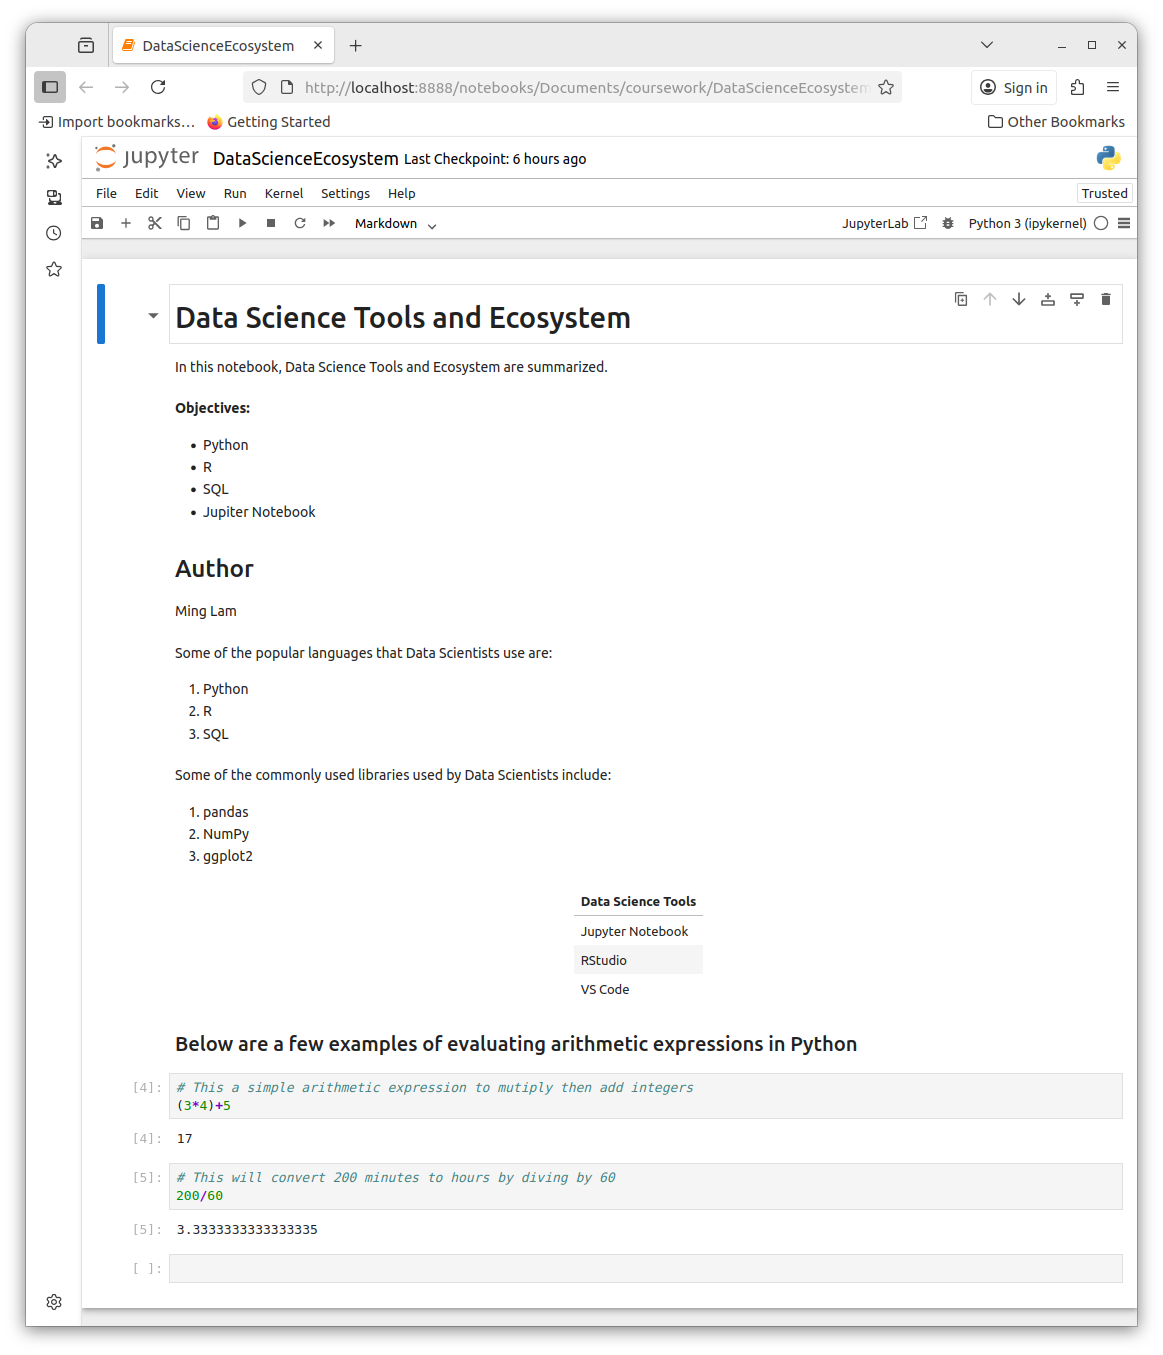 DataScienceEcosystem
http://localhost:8888/notebooks/Documents/coursework/DataScienceEcosystem
Sign in
Import bookmarks…
Getting Started
Other Bookmarks
jupyter
DataScienceEcosystem Last Checkpoint: 6 hours ago
File Edit View Run Kernel Settings Help
Trusted
Markdown
JupyterLab
Python 3 (ipykernel)
Data Science Tools and Ecosystem
In this notebook, Data Science Tools and Ecosystem are summarized.
Objectives:
• Python
• R
• SQL
• Jupiter Notebook
Author
Ming Lam
Some of the popular languages that Data Scientists use are:
1. Python
2. R
3. SQL
Some of the commonly used libraries used by Data Scientists include:
1. pandas
2. NumPy
3. ggplot2
Data Science Tools
Jupyter Notebook
RStudio
VS Code
Below are a few examples of evaluating arithmetic expressions in Python
[4]: # This a simple arithmetic expression to mutiply then add integers
(3*4)+5
[4]: 17
[5]: # This will convert 200 minutes to hours by diving by 60
200/60
[5]: 3.3333333333333335
[ ]: